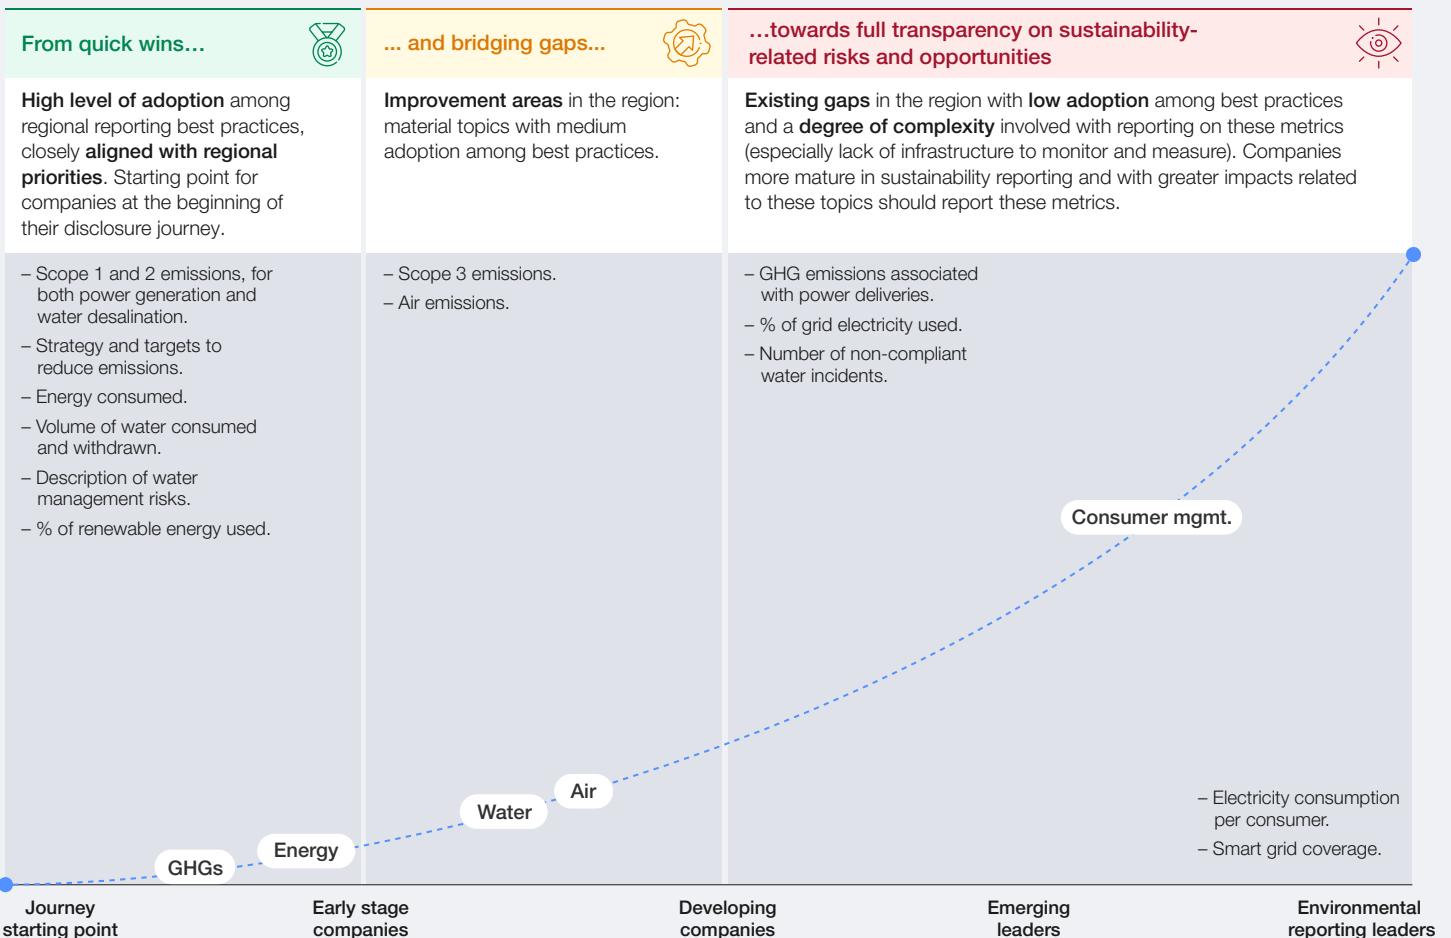 From quick wins…
High level of adoption among
regional reporting best practices,
closely aligned with regional
priorities. Starting point for
companies at the beginning of
their disclosure journey.
– Scope 1 and 2 emissions, for
both power generation and
water desalination.
– Strategy and targets to
reduce emissions.
– Energy consumed.
– Volume of water consumed
and withdrawn.
– Description of water
management risks.
– % of renewable energy used.
... and bridging gaps...
Improvement areas in the region:
material topics with medium
adoption among best practices.
– Scope 3 emissions.
– Air emissions.
…towards full transparency on sustainability-
related risks and opportunities
Existing gaps in the region with low adoption among best practices
and a degree of complexity involved with reporting on these metrics
(especially lack of infrastructure to monitor and measure). Companies
more mature in sustainability reporting and with greater impacts related
to these topics should report these metrics.
– GHG emissions associated
with power deliveries.
– % of grid electricity used.
– Number of non-compliant
water incidents.
Consumer mgmt.
Air
Water
Energy
GHGs
– Electricity consumption
per consumer.
– Smart grid coverage.
Journey
starting point
Early stage
companies
Developing
companies
Emerging
leaders
Environmental
reporting leaders